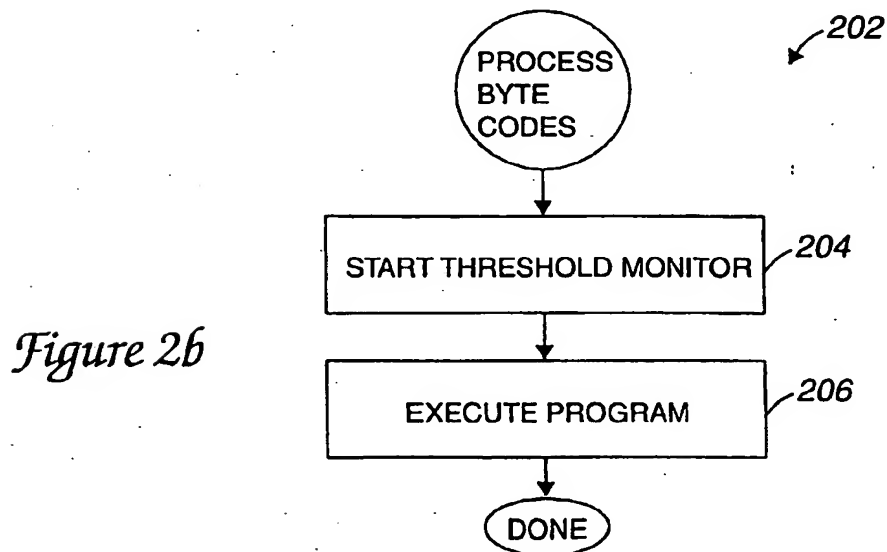 202
PROCESS
BYTE
CODES
START THRESHOLD MONITOR
204
Figure 2b
EXECUTE PROGRAM
206
DONE